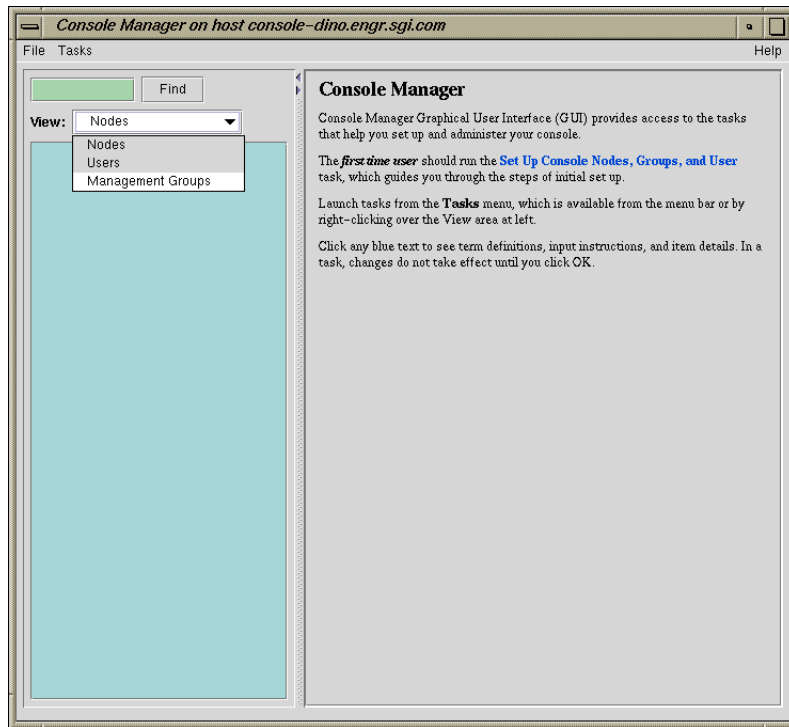 Console Manager on host console-dino.engr.sgi.com
File Tasks Help
Find
View: Nodes
Nodes
Users
Management Groups
Console Manager
Console Manager Graphical User Interface (GUI) provides access to the tasks
that help you set up and administer your console.
The first time user should run the Set Up Console Nodes, Groups, and User
task, which guides you through the steps of initial set up.
Launch tasks from the Tasks menu, which is available from the menu bar or by
right-clicking over the View area at left.
Click any blue text to see term definitions, input instructions, and item details. In a
task, changes do not take effect until you click OK.